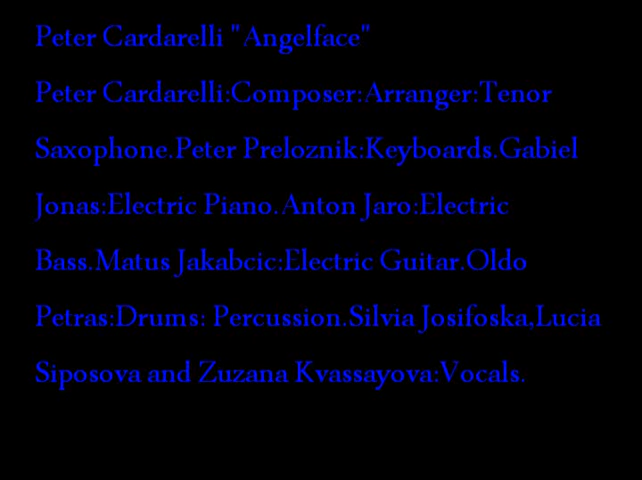 Peter Cardarelli "Angelface"
Peter Cardarelli:Composer:Arranger:Tenor
Saxophone.Peter Preloznik:Keyboards.Gabiel
Jonas:Electric Piano.Anton Jaro:Electric
Bass.Matus Jakabcic:Electric Guitar.Oldo
Petras:Drums: Percussion.Silvia Josifoska,Lucia
Siposova and Zuzana Kvassayova:Vocals.